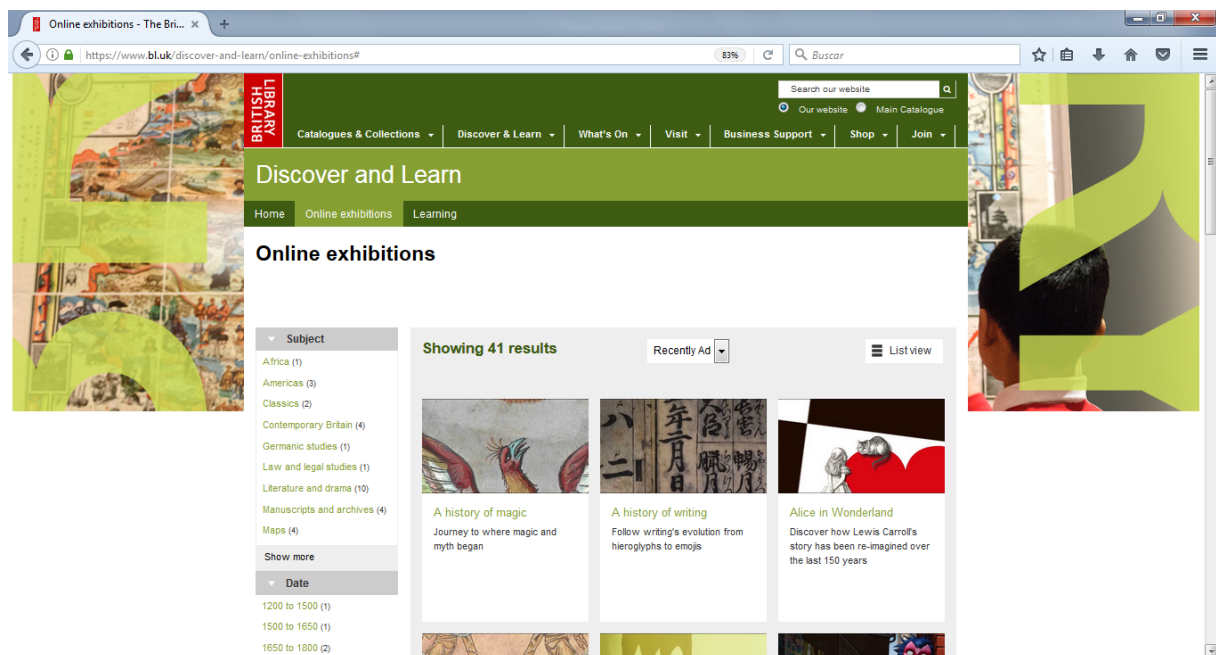 Online exhibitions - The Bri...
https://www.bl.uk/discover-and-learn/online-exhibitions#
83%
Buscar
LIBRARY
BRITISH
Search our website
Our website
Main Catalogue
Catalogues & Collections
Discover & Learn
What's On
Visit
Business Support
Shop
Join
Discover and Learn
Home
Online exhibitions
Learning
Online exhibitions
Subject
Africa (1)
Americas (3)
Classics (2)
Contemporary Britain (4)
Germanic studies (1)
Law and legal studies (1)
Literature and drama (10)
Manuscripts and archives (4)
Maps (4)
Show more
Date
1200 to 1500 (1)
1500 to 1650 (1)
1650 to 1800 (2)
Showing 41 results
Recently Ad
List view
A history of magic
Journey to where magic and
myth began
八
二
年二月
日
A history of writing
Follow writing's evolution from
hieroglyphs to emojis
Alice in Wonderland
Discover how Lewis Carroll's
story has been re-imagined over
the last 150 years